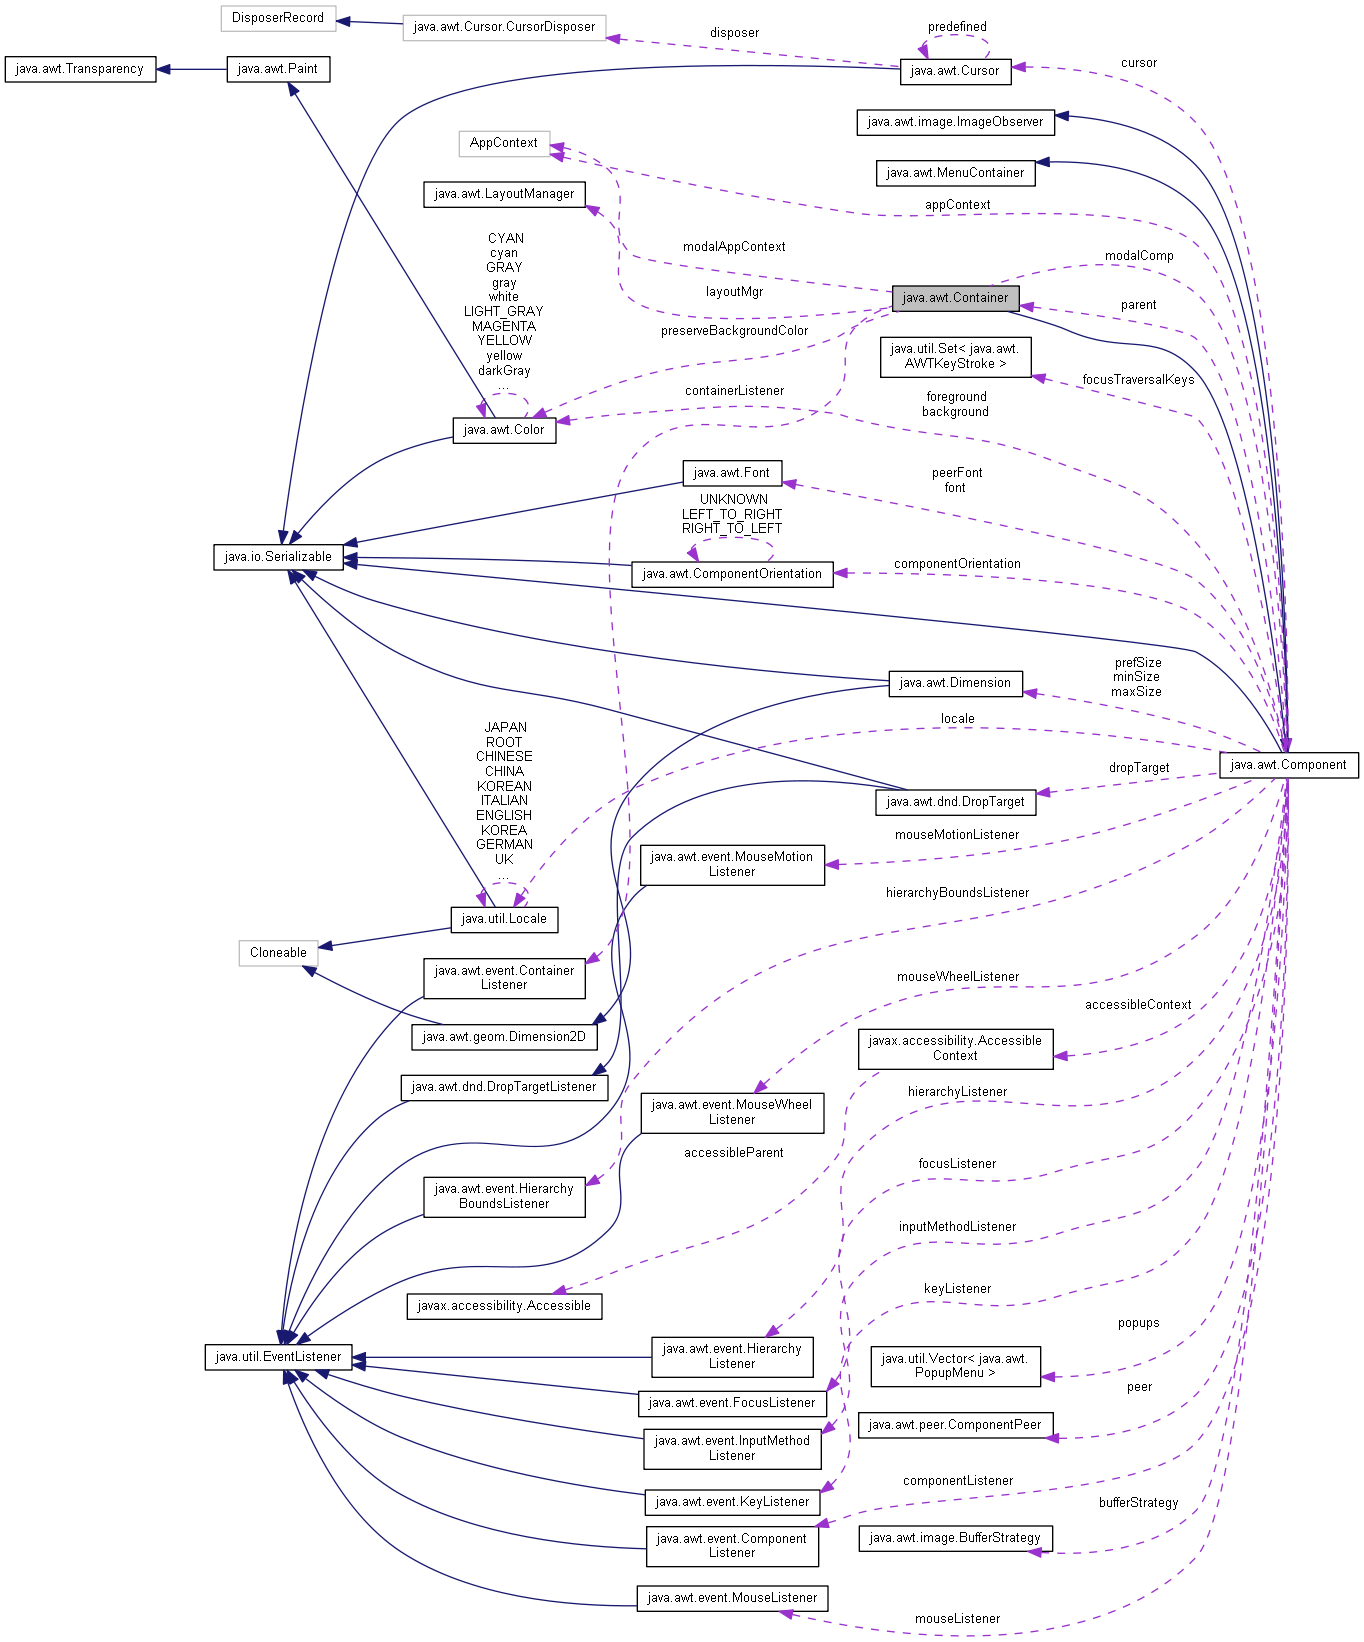 DisposerRecord
java.awt.Cursor.CursorDisposer
disposer
predefined
cursor
java.awt.Transparency
java.awt.Paint
java.awt.Cursor
java.awt.image.ImageObserver
AppContext
java.awt.MenuContainer
java.awt.LayoutManager
appContext
CYAN
cyan
GRAY
gray
white
LIGHT_GRAY
MAGENTA
YELLOW
yellow
darkGray
...
modalAppContext
modalComp
layoutMgr
java.awt.Container
parent
preserveBackgroundColor
java.util.Set< java.awt.
AWTKeyStroke >
focusTraversalKeys
containerListener
foreground
background
java.awt.Color
java.awt.Font
peerFont
font
UNKNOWN
LEFT_TO_RIGHT
RIGHT_TO_LEFT
java.io.Serializable
java.awt.ComponentOrientation
componentOrientation
java.awt.Dimension
prefSize
minSize
maxSize
locale
JAPAN
ROOT
CHINESE
CHINA
KOREAN
ITALIAN
ENGLISH
KOREA
GERMAN
UK
...
java.awt.Component
dropTarget
java.awt.dnd.DropTarget
mouseMotionListener
java.awt.event.MouseMotion
Listener
hierarchyBoundsListener
java.util.Locale
Cloneable
java.awt.event.Container
Listener
mouseWheelListener
accessibleContext
java.awt.geom.Dimension2D
javax.accessibility.Accessible
Context
java.awt.dnd.DropTargetListener
hierarchyListener
java.awt.event.MouseWheel
Listener
accessibleParent
focusListener
java.awt.event.Hierarchy
BoundsListener
inputMethodListener
keyListener
javax.accessibility.Accessible
popups
java.util.EventListener
java.awt.event.Hierarchy
Listener
java.util.Vector< java.awt.
PopupMenu >
peer
java.awt.event.FocusListener
java.awt.peer.ComponentPeer
java.awt.event.InputMethod
Listener
componentListener
java.awt.event.KeyListener
bufferStrategy
java.awt.event.Component
Listener
java.awt.image.BufferStrategy
java.awt.event.MouseListener
mouseListener